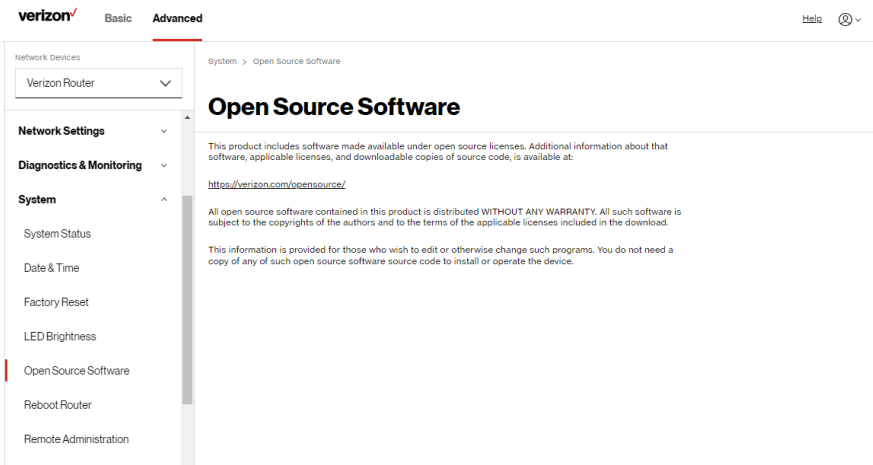 verizon
Basic
Advanced
Help
Network Devices
Verizon Router
Network Settings
Diagnostics & Monitoring
System
System Status
Date & Time
Factory Reset
LED Brightness
Open Source Software
Reboot Router
Remote Administration
System > Open Source Software
Open Source Software
This product includes software made available under open source licenses. Additional information about that
software, applicable licenses, and downloadable copies of source code, is available at:
https://verizon.com/opensource/
All open source software contained in this product is distributed WITHOUT ANY WARRANTY. All such software is
subject to the copyrights of the authors and to the terms of the applicable licenses included in the download.
This information is provided for those who wish to edit or otherwise change such programs. You do not need a
copy of any of such open source software source code to install or operate the device.